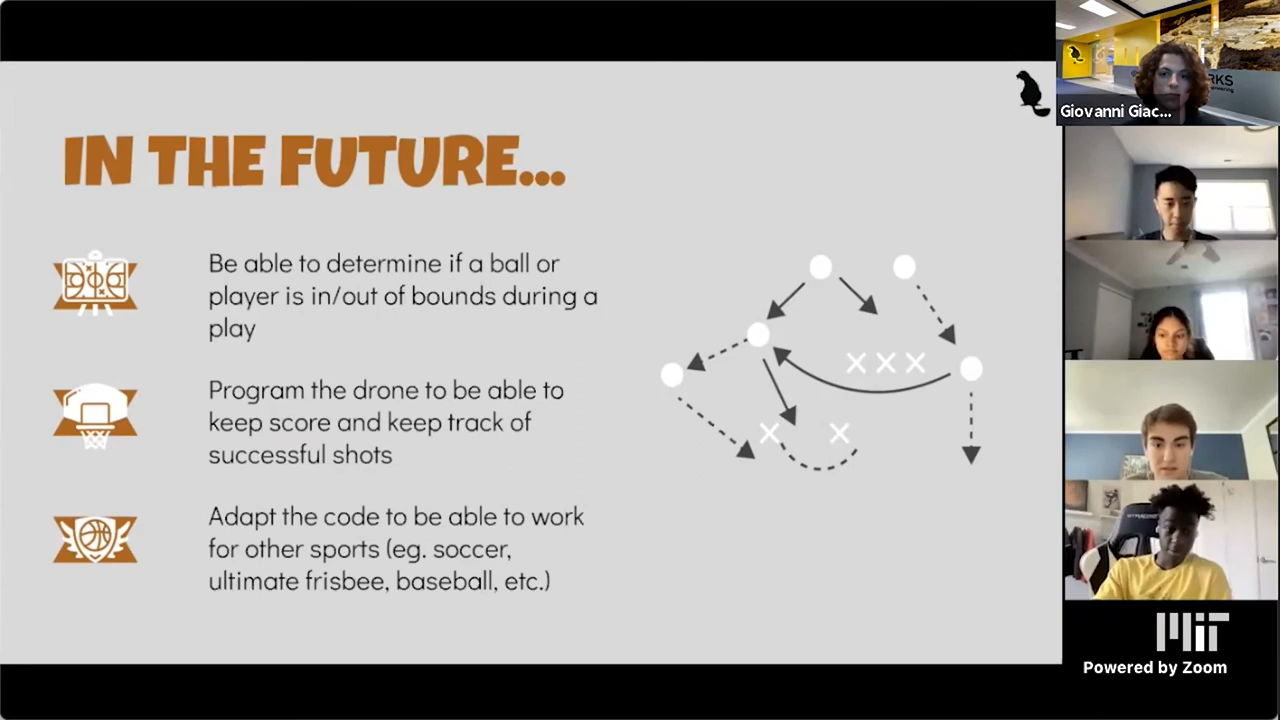 IN THE FUTURE...
Be able to determine if a ball or
player is in/out of bounds during a
play
Program the drone to be able to
keep score and keep track of
successful shots
Adapt the code to be able to work
for other sports (eg. soccer,
ultimate frisbee, baseball, etc.)
RKS
Giovanni Giac...
MIT
Powered by Zoom